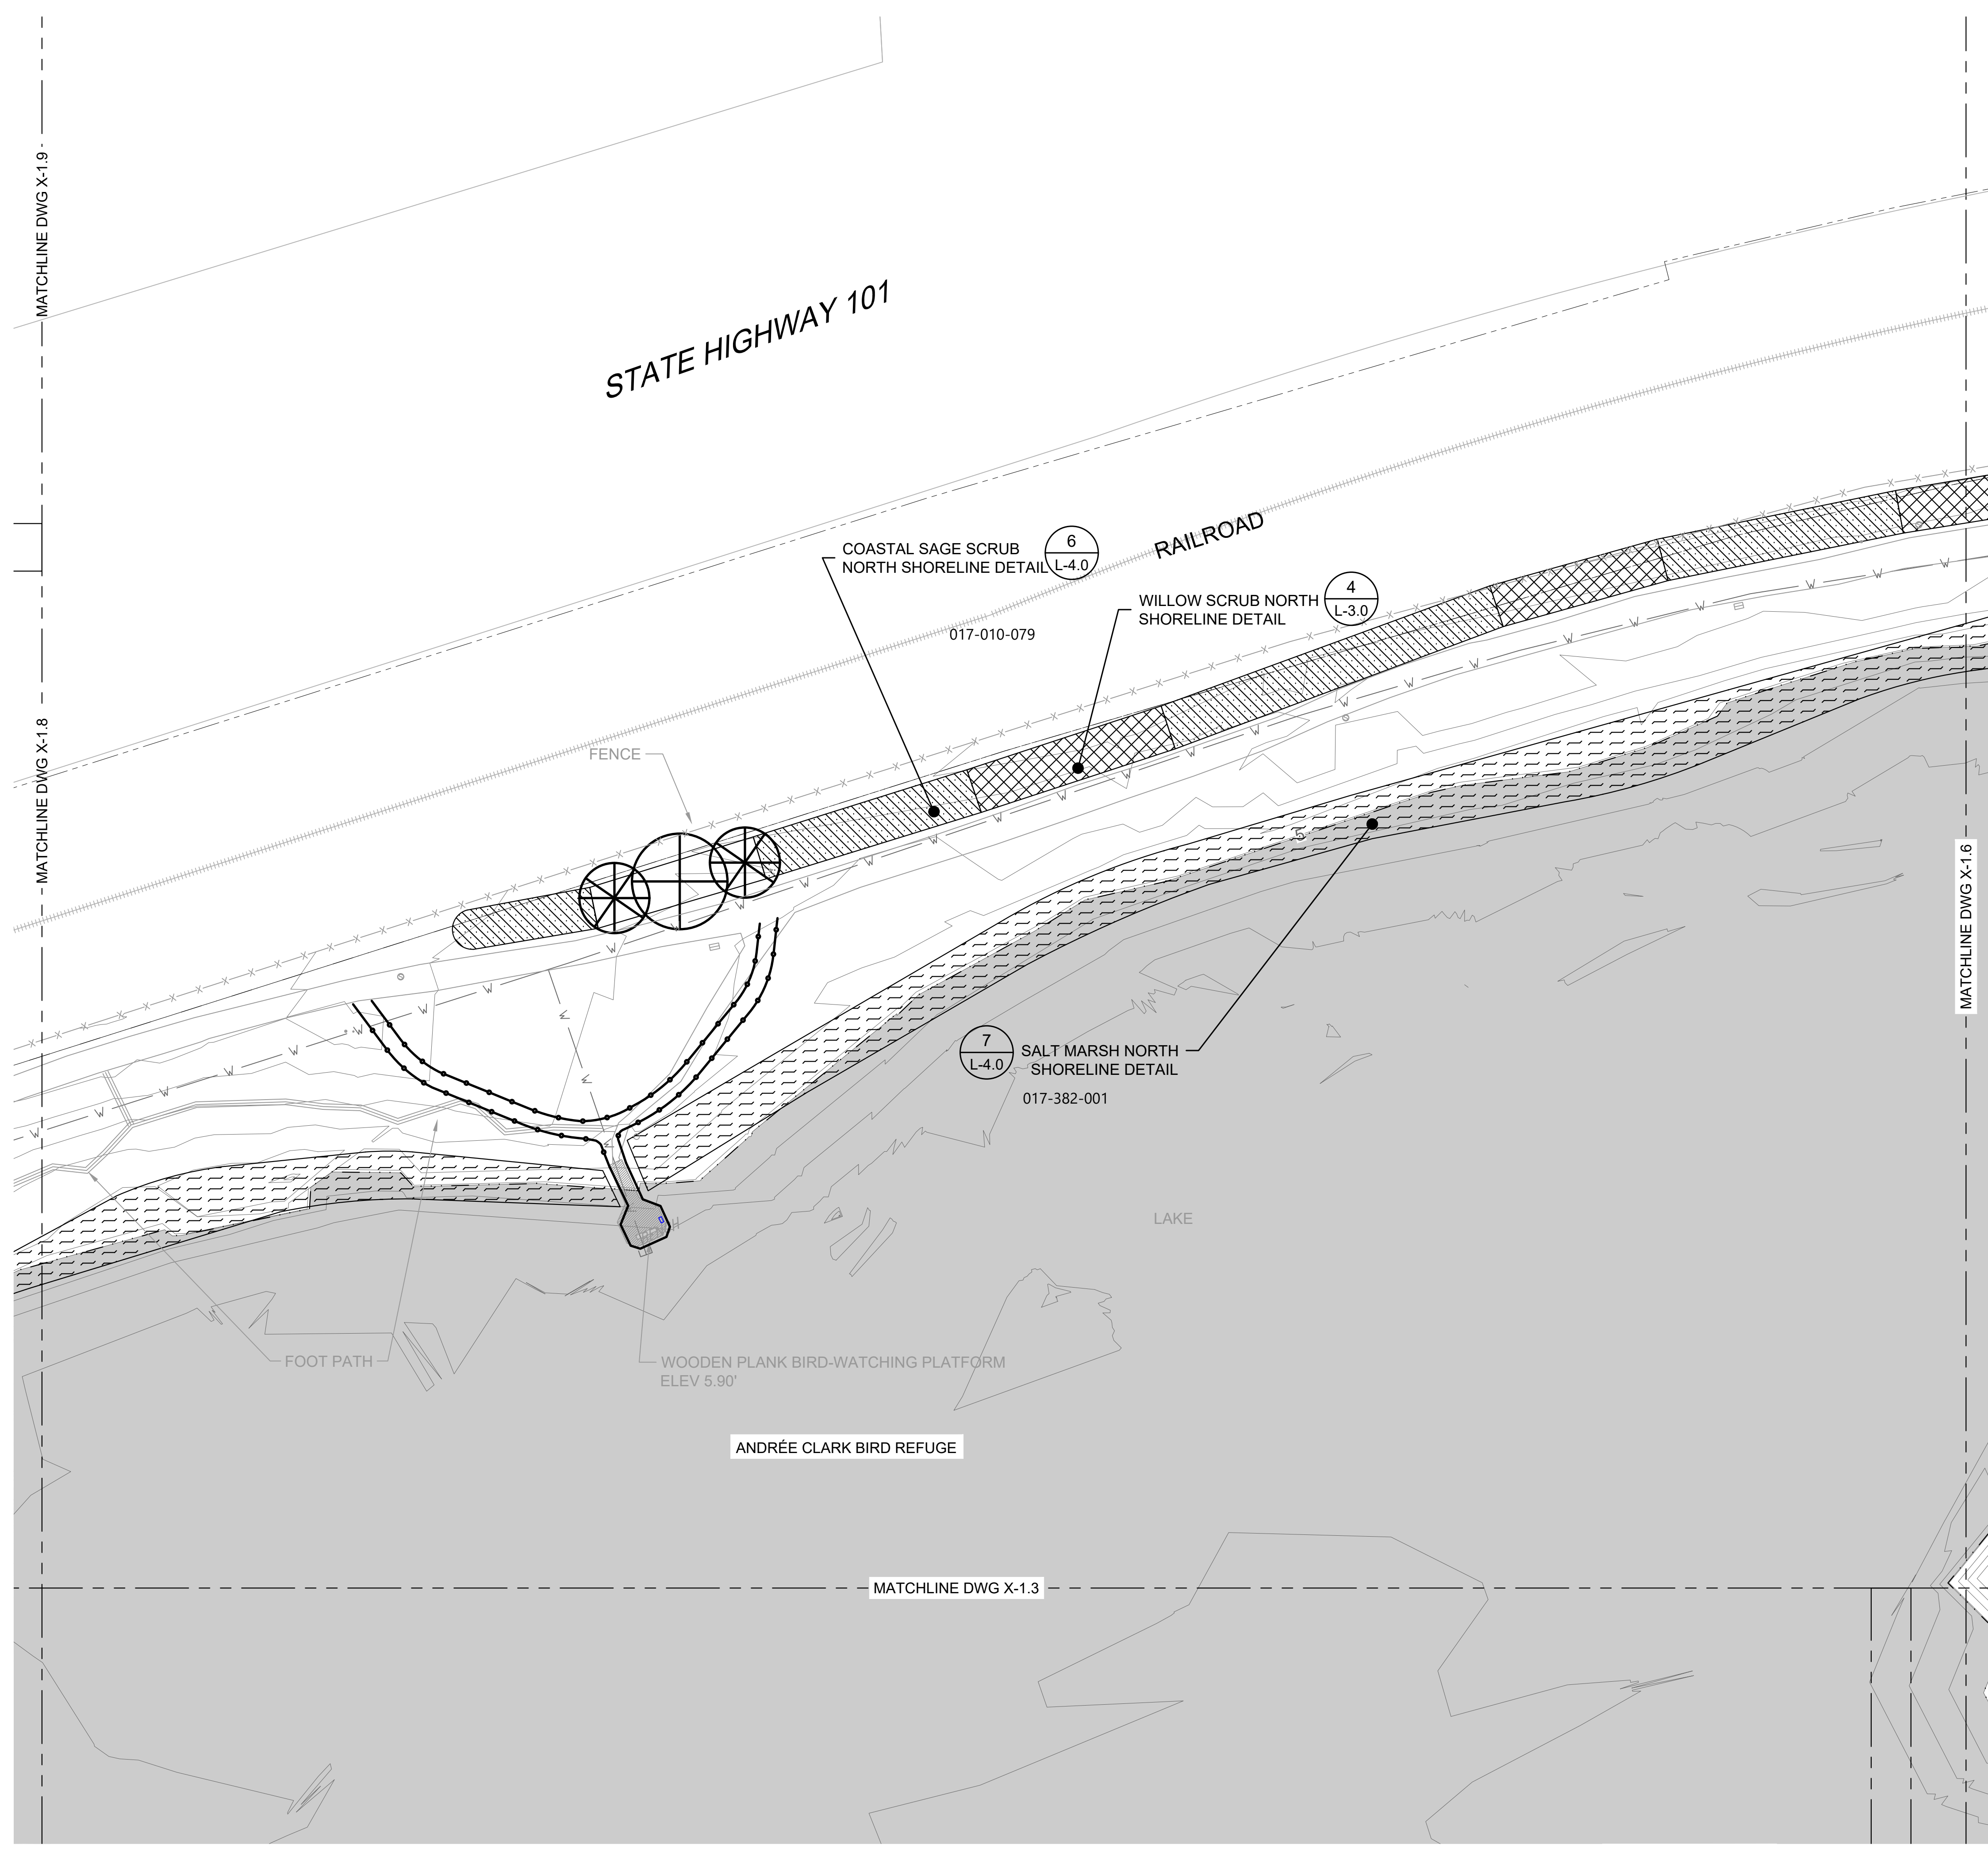 MATCHLINE DWG X-1.9
STATE HIGHWAY 101
RAILROAD
COASTAL SAGE SCRUB
NORTH SHORELINE DETAIL
6
L-4.0
WILLOW SCRUB NORTH
SHORELINE DETAIL
4
L-3.0
017-010-079
MATCHLINE DWG X-1.8
FENCE
5
MATCHLINE DWG X-1.6
7
L-4.0
SALT MARSH NORTH
SHORELINE DETAIL
017-382-001
LAKE
FOOT PATH
WOODEN PLANK BIRD-WATCHING PLATFORM
ELEV 5.90'
ANDRÉE CLARK BIRD REFUGE
MATCHLINE DWG X-1.3